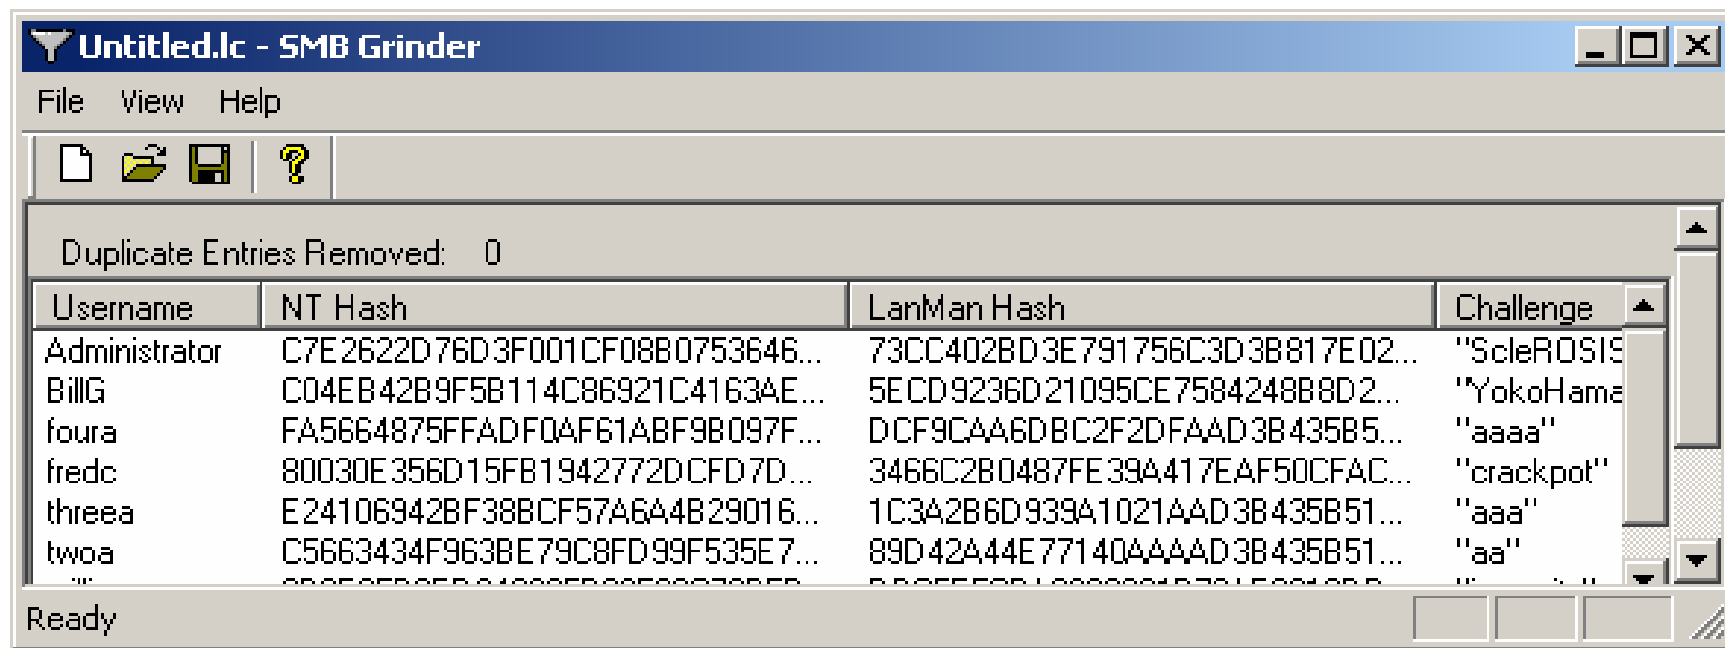 Untitled.lc - SMB Grinder
File View Help
Duplicate Entries Removed: 0
Username NT Hash LanMan Hash Challenge
Administrator C7E2622D76D3F001CF08B0753646... 73CC402BD3E791756C3D3B817E02... "ScleROSIS
BillG C04EB42B9F5B114C86921C4163AE... 5ECD9236D21095CE7584248B8D2... "YokoHama
foura FA5664875FFADF0AF61ABF9B097F... DCF9CAA6DBC2F2DFAAD3B435B5... "aaaa"
fredc 80030E356D15FB1942772DCFD7D... 3466C2B0487FE39A417EAF50CFAC... "crackpot"
threea E24106942BF38BCF57A6A4B29016... 1C3A2B6D939A1021AAD3B435B51... "aaa"
twoa C5663434F963BE79C8FD99F535E7... 89D42A44E77140AAAAD3B435B51... "aa"
Ready